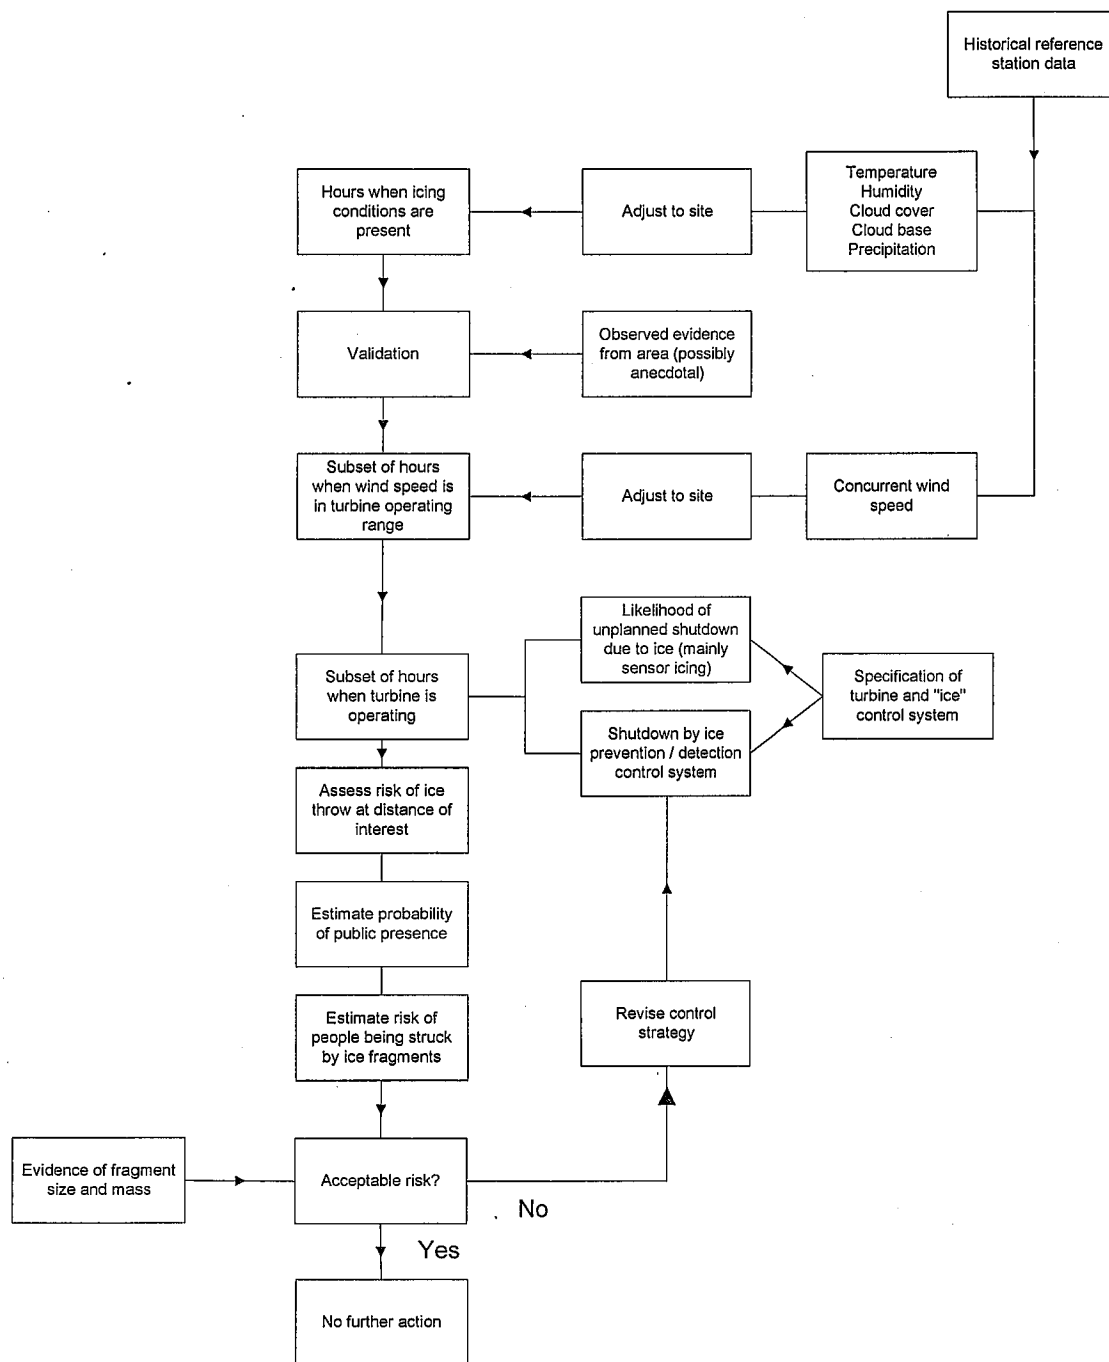 Historical reference
station data
Hours when icing
conditions are
present
Adjust to site
Temperature
Humidity
Cloud cover
Cloud base
Precipitation
Validation
Observed evidence
from area (possibly
anecdotal)
Subset of hours
when wind speed is
in turbine operating
range
Adjust to site
Concurrent wind
speed
Likelihood of
unplanned shutdown
due to ice (mainly
sensor icing)
Subset of hours
when turbine is
operating
Specification of
turbine and "ice"
control system
Shutdown by ice
prevention / detection
control system
Assess risk of ice
throw at distance of
interest
Estimate probability
of public presence
Estimate risk of
people being struck
by ice fragments
Revise control
strategy
Evidence of fragment
size and mass
Acceptable risk?
No
Yes
No further action